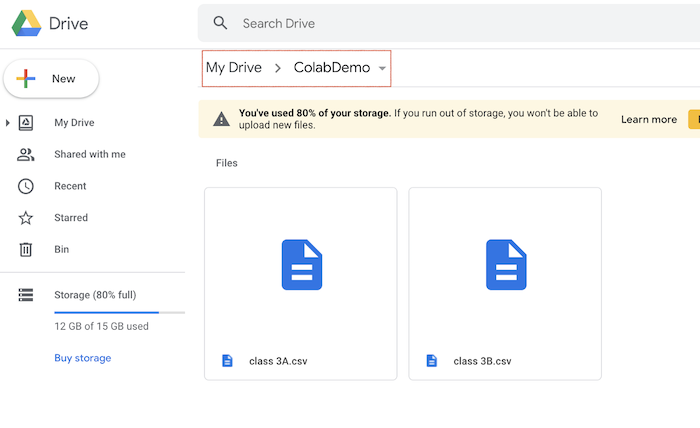 Drive
Search Drive
New
My Drive
Shared with me
Recent
Starred
Bin
Storage (80% full)
12 GB of 15 GB used
Buy storage
My Drive > ColabDemo
You've used 80% of your storage. If you run out of storage, you won't be able to
upload new files.
Learn more
Files
class 3A.csv
class 3B.csv